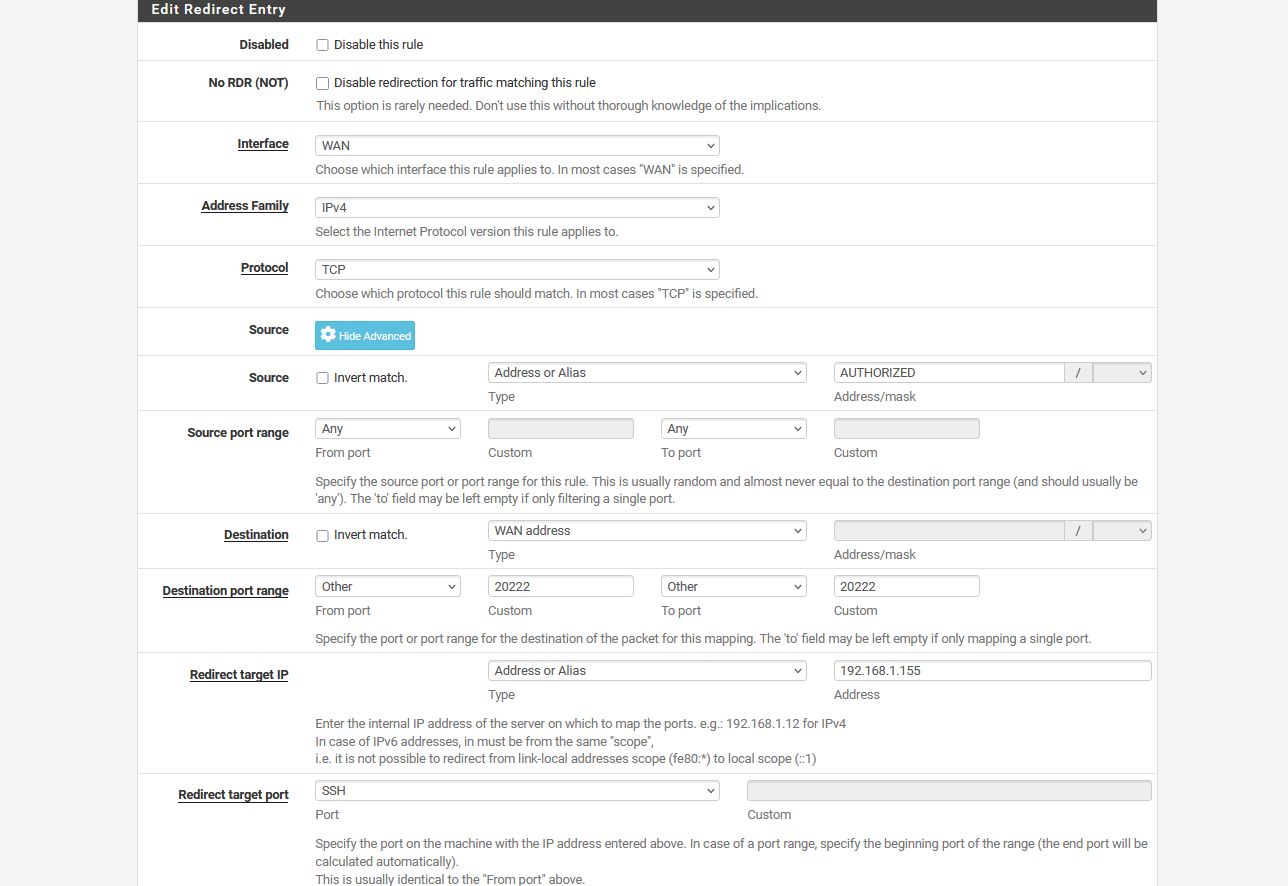 Edit Redirect Entry
Disabled Disable this rule
No RDR (NOT) Disable redirection for traffic matching this rule
This option is rarely needed. Don't use this without thorough knowledge of the implications.
Interface WAN
Choose which interface this rule applies to. In most cases "WAN" is specified.
Address Family IPv4
Select the Internet Protocol version this rule applies to.
Protocol TCP
Choose which protocol this rule should match. In most cases "TCP" is specified.
Source Hide Advanced
Source Invert match. Address or Alias AUTHORIZED /
Type Address/mask
Source port range Any Any
From port Custom To port Custom
Specify the source port or port range for this rule. This is usually random and almost never equal to the destination port range (and should usually be
'any'). The 'to' field may be left empty if only filtering a single port.
Destination Invert match. WAN address /
Type Address/mask
Destination port range Other 20222 Other 20222
From port Custom To port Custom
Specify the port or port range for the destination of the packet for this mapping. The 'to' field may be left empty if only mapping a single port.
Redirect target IP Address or Alias 192.168.1.155
Type Address
Enter the internal IP address of the server on which to map the ports. e.g.: 192.168.1.12 for IPv4
In case of IPv6 addresses, in must be from the same "scope",
i.e. it is not possible to redirect from link-local addresses scope (fe80:*) to local scope (::1)
Redirect target port SSH
Port Custom
Specify the port on the machine with the IP address entered above. In case of a port range, specify the beginning port of the range (the end port will be
calculated automatically).
This is usually identical to the "From port" above.